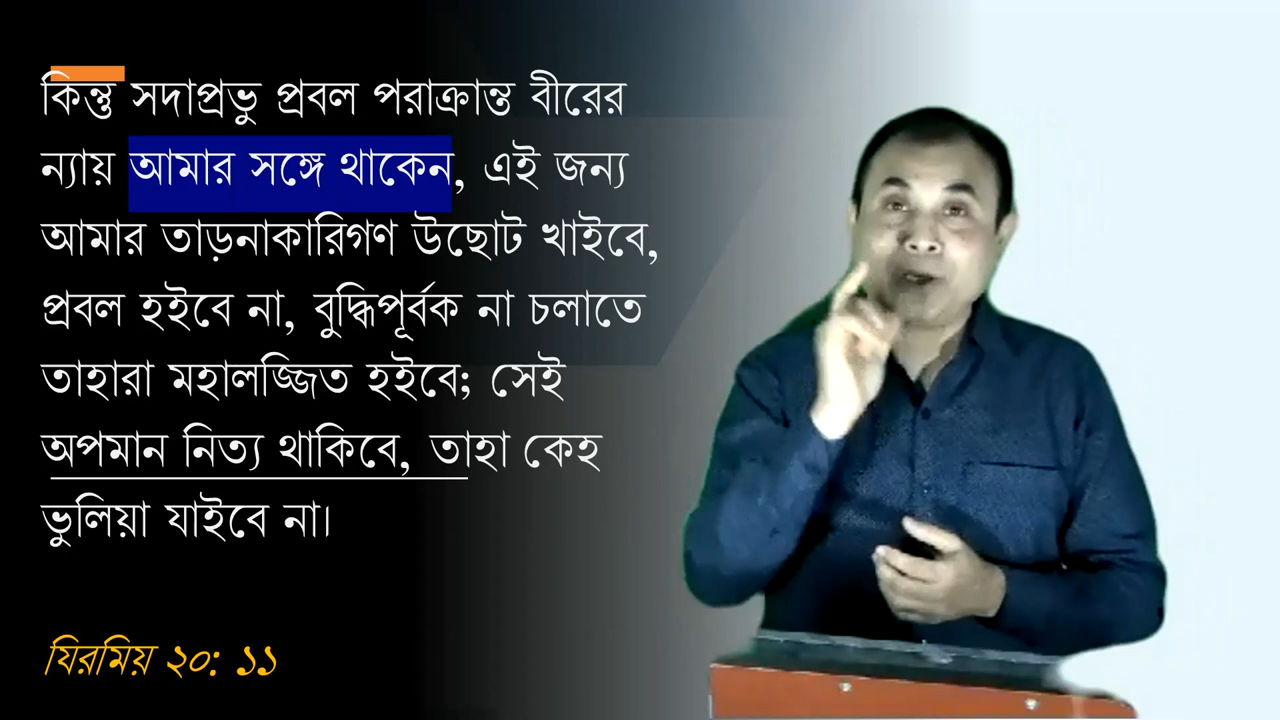 কিন্তু সদাপ্রভু প্রবল পরাক্রান্ত বীরের
ন্যায় আমার সঙ্গে থাকেন, এই জন্য
আমার তাড়নাকারিগণ উছোট খাইবে,
প্রবল হইবে না, বুদ্ধিপূর্বক না চলাতে
তাহারা মহালজ্জিত হইবে; সেই
অপমান নিত্য থাকিবে, তাহা কেহ
ভুলিয়া যাইবে না।
যিরমিয় ২০: ১১